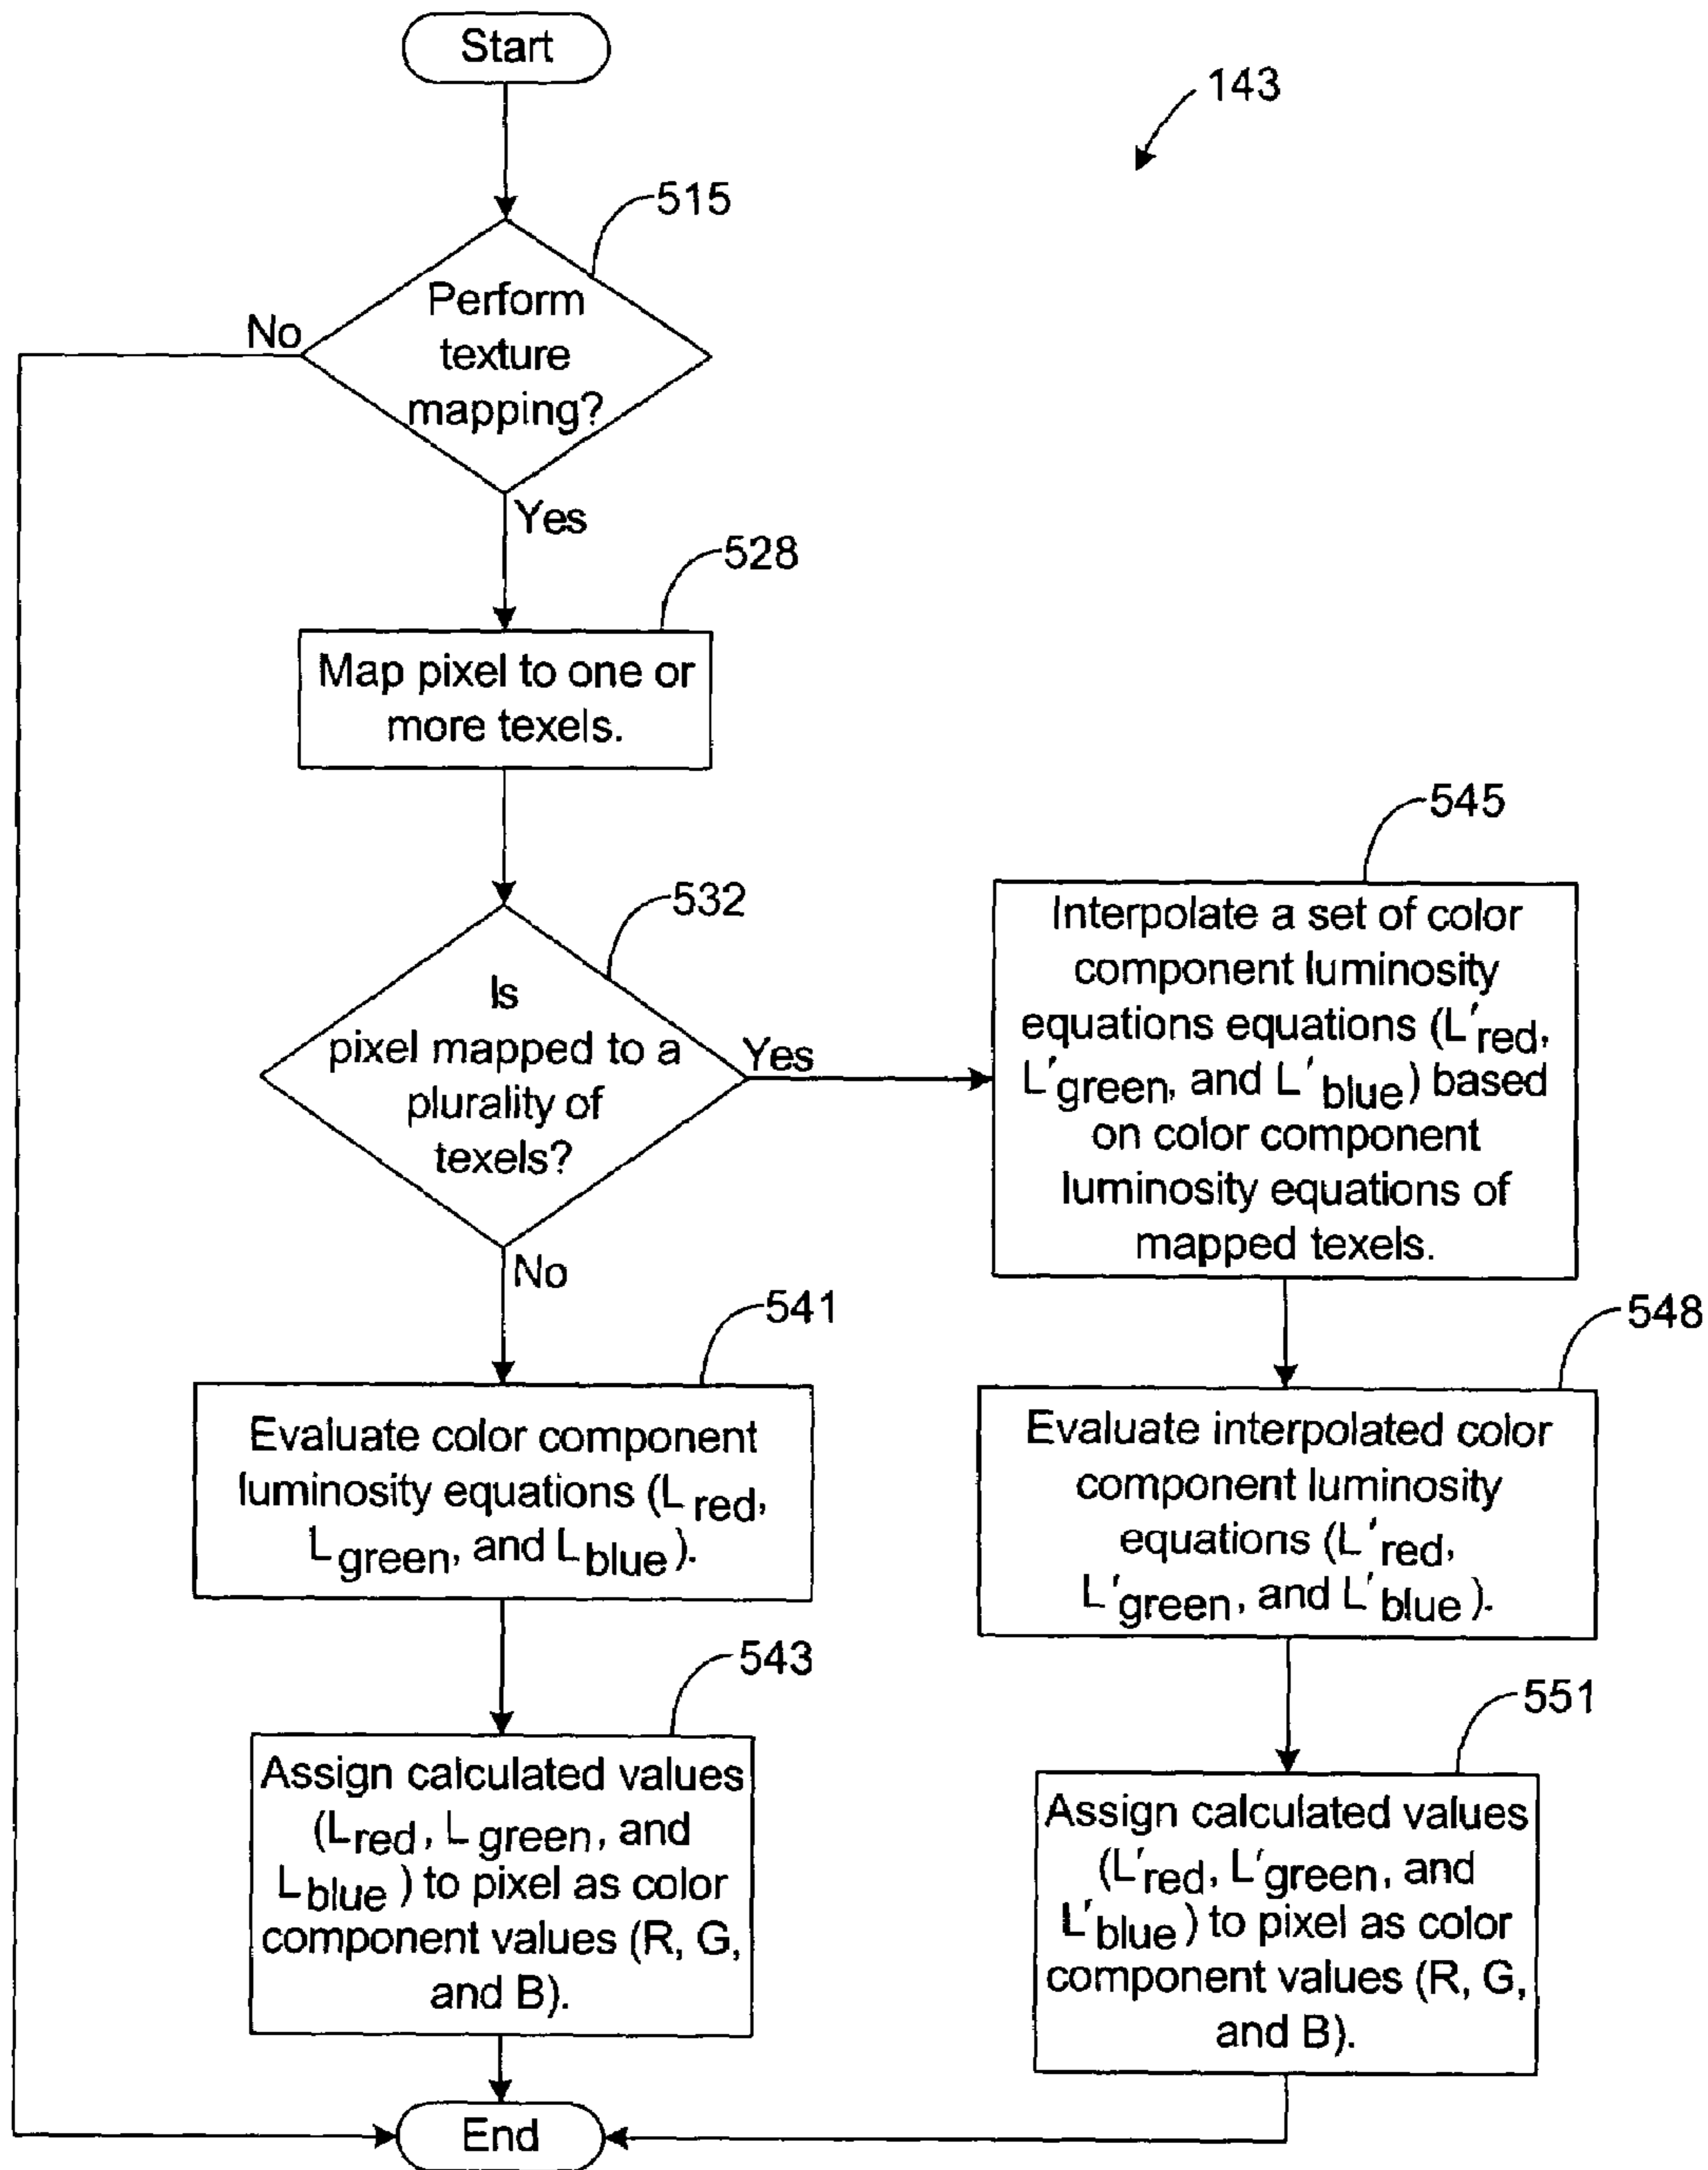 Start
143
515
Perform
texture
mapping?
No
Yes
528
Map pixel to one or
more texels.
532
Is
pixel mapped to a
plurality of
texels?
Yes
No
545
Interpolate a set of color
component luminosity
equations equations (L'red,
L'green, and L'blue) based
on color component
luminosity equations of
mapped texels.
541
Evaluate color component
luminosity equations (Lred,
Lgreen, and Lblue).
548
Evaluate interpolated color
component luminosity
equations (L'red,
L'green, and L'blue).
543
Assign calculated values
(Lred, Lgreen, and
Lblue) to pixel as color
component values (R, G,
and B).
551
Assign calculated values
(L'red, L'green, and
L'blue) to pixel as color
component values (R, G,
and B).
End